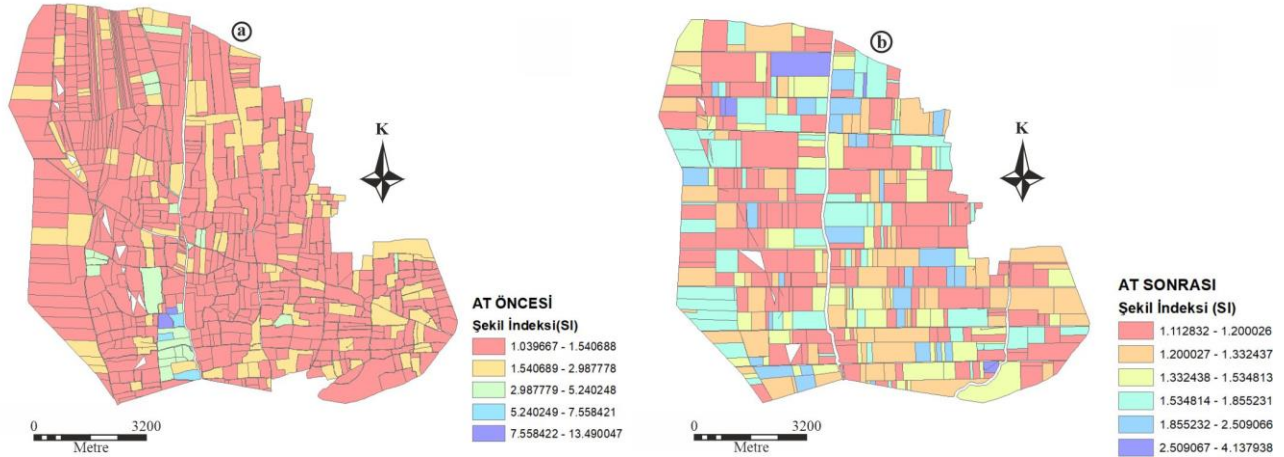 a
K
AT ÖNCESİ
Şekil İndeksi(SI)
1.039667 - 1.540688
1.540689 - 2.987778
2.987779 - 5.240248
5.240249 - 7.558421
7.558422 - 13.490047
0 3200
Metre
b
K
AT SONRASI
Şekil İndeksi (SI)
1.112832 - 1.200026
1.200027 - 1.332437
1.332438 - 1.534813
1.534814 - 1.855231
1.855232 - 2.509066
2.509067 - 4.137938
0 3200
Metre